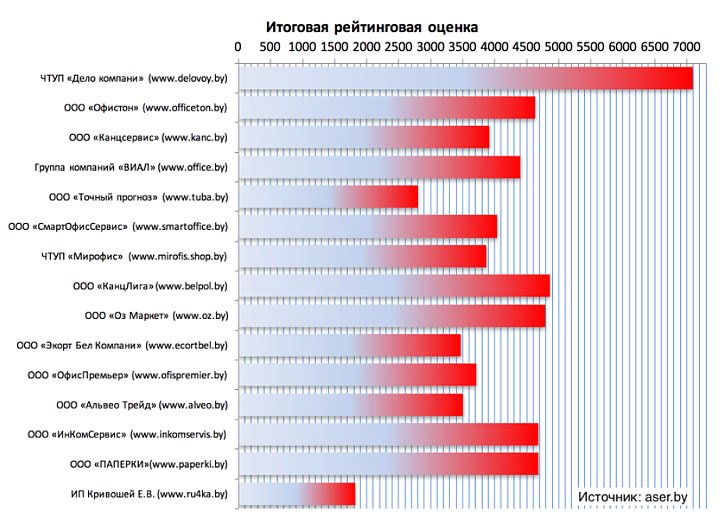 Итоговая рейтинговая оценка
0 500 1000 1500 2000 2500 3000 3500 4000 4500 5000 5500 6000 6500 7000
ЧТУП «Дело компани» (www.delovoy.by)
ООО «Офистон» (www.officeton.by)
ООО «Канцсервис» (www.kanc.by)
Группа компаний «ВИАЛ» (www.office.by)
ООО «Точный прогноз» (www.tuba.by)
ООО «СмартОфисСервис» (www.smartoffice.by)
ЧТУП «Мирофис» (www.mirofis.shop.by)
ООО «КанцЛига» (www.belpol.by)
ООО «Оз Маркет» (www.oz.by)
ООО «Экорт Бел Компани» (www.ecortbel.by)
ООО «ОфисПремьер» (www.ofispremier.by)
ООО «Альвео Трейд» (www.alveo.by)
ООО «ИнКомСервис» (www.inkomservis.by)
ООО «ПАПЕРКИ»(www.paperki.by)
ИП Кривошей Е.В. (www.ru4ka.by)
Источник: aser.by